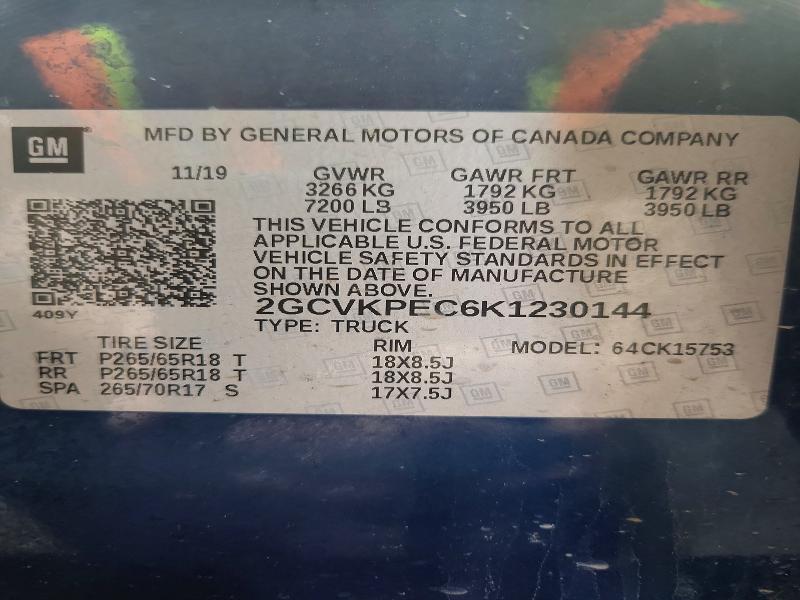 GM MFD BY GENERAL MOTORS OF CANADA COMPANY
11/19 GVWR GAWR FRT GAWR RR
3266 KG 1792 KG 1792 KG
7200 LB 3950 LB 3950 LB
THIS VEHICLE CONFORMS TO ALL
APPLICABLE U.S. FEDERAL MOTOR
VEHICLE SAFETY STANDARDS IN EFFECT
ON THE DATE OF MANUFACTURE
SHOWN ABOVE.
409Y
2GCVKPEC6K1230144
TYPE: TRUCK
TIRE SIZE RIM MODEL: 64CK15753
FRT P265/65R18 T 18X8.5J
RR P265/65R18 T 18X8.5J
SPA 265/70R17 S 17X7.5J